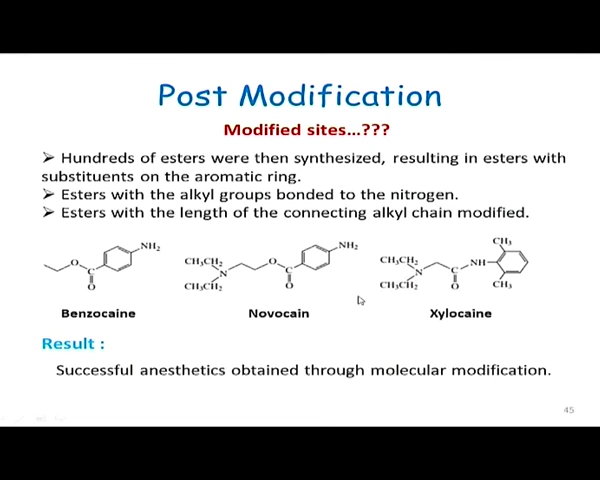 Post Modification
Modified sites...???
➢ Hundreds of esters were then synthesized, resulting in esters with
substituents on the aromatic ring.
➢ Esters with the alkyl groups bonded to the nitrogen.
➢ Esters with the length of the connecting alkyl chain modified.
NH₂
O
C
O
Benzocaine
CH₃CH₂
N
CH₃CH₂
O
C
O
NH₂
Novocain
CH₃CH₂
N
CH₃CH₂
C
O
NH
CH₃
CH₃
Xylocaine
Result :
Successful anesthetics obtained through molecular modification.
45